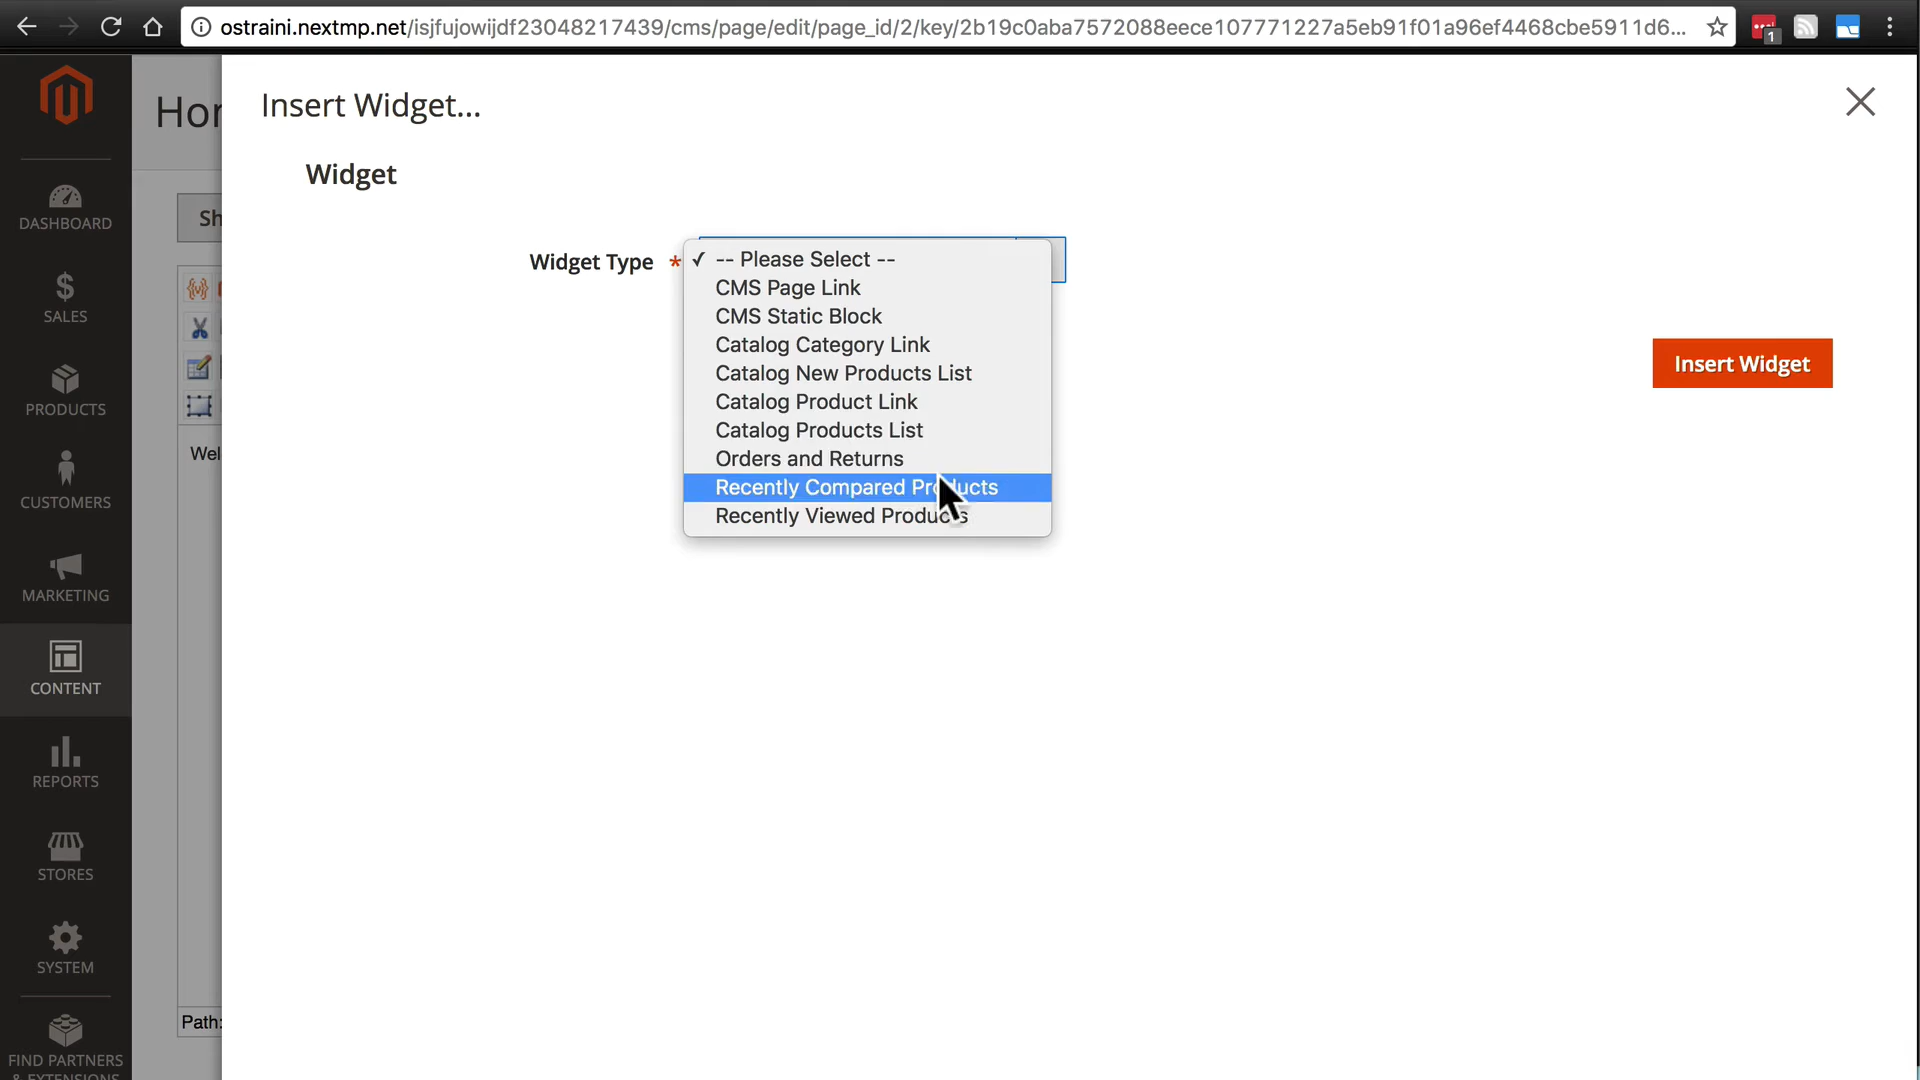 ostraini.nextmp.net/isjfujowijdf23048217439/cms/page/edit/page_id/2/key/2b19c0aba7572088eece107771227a5eb91f01a96ef4468cbe5911d6...
1
Hor
Insert Widget...
Widget
DASHBOARD
Sh
Widget Type *
✓ -- Please Select --
CMS Page Link
CMS Static Block
Catalog Category Link
Catalog New Products List
Catalog Product Link
Catalog Products List
Orders and Returns
Recently Compared Products
Recently Viewed Products
Insert Widget
SALES
PRODUCTS
Wel
CUSTOMERS
MARKETING
CONTENT
REPORTS
STORES
SYSTEM
Path:
FIND PARTNERS
& EXTENSIONS